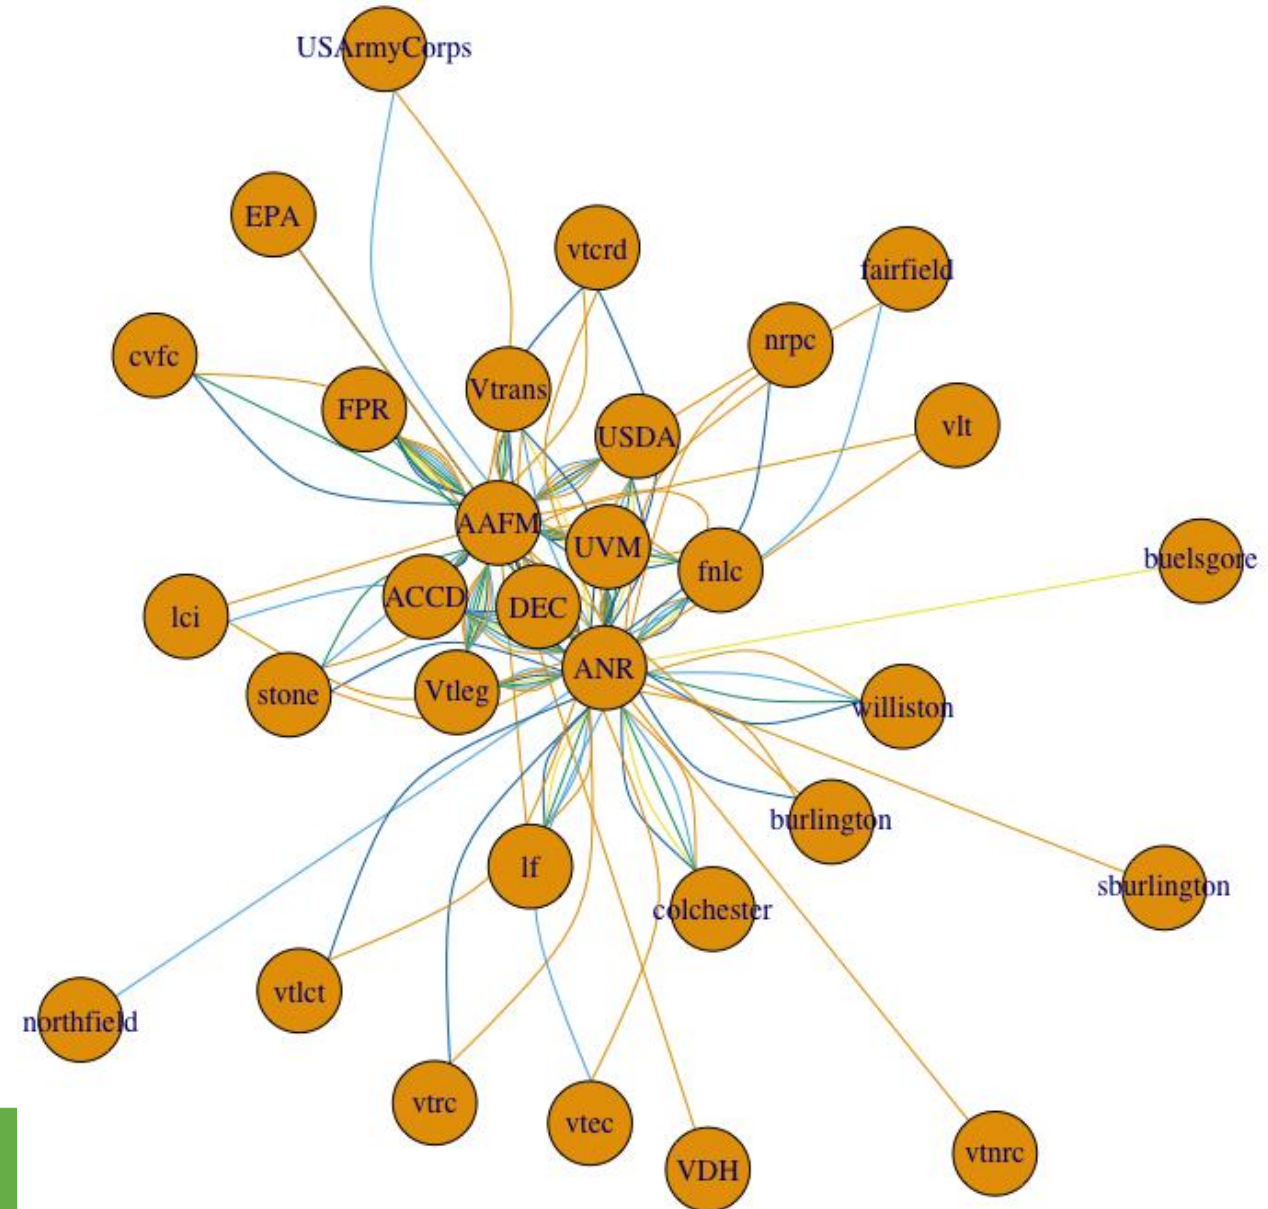 USArmyCorps
EPA
vtcrd
fairfield
cvfc
nrpc
Vtrans
FPR
USDA
vlt
AAFM
UVM
fnlc
buelsgore
ACCD
DEC
lci
ANR
stone
Vtleg
williston
burlington
lf
sburlington
colchester
vtlct
northfield
vtrc
vtec
VDH
vtnrc